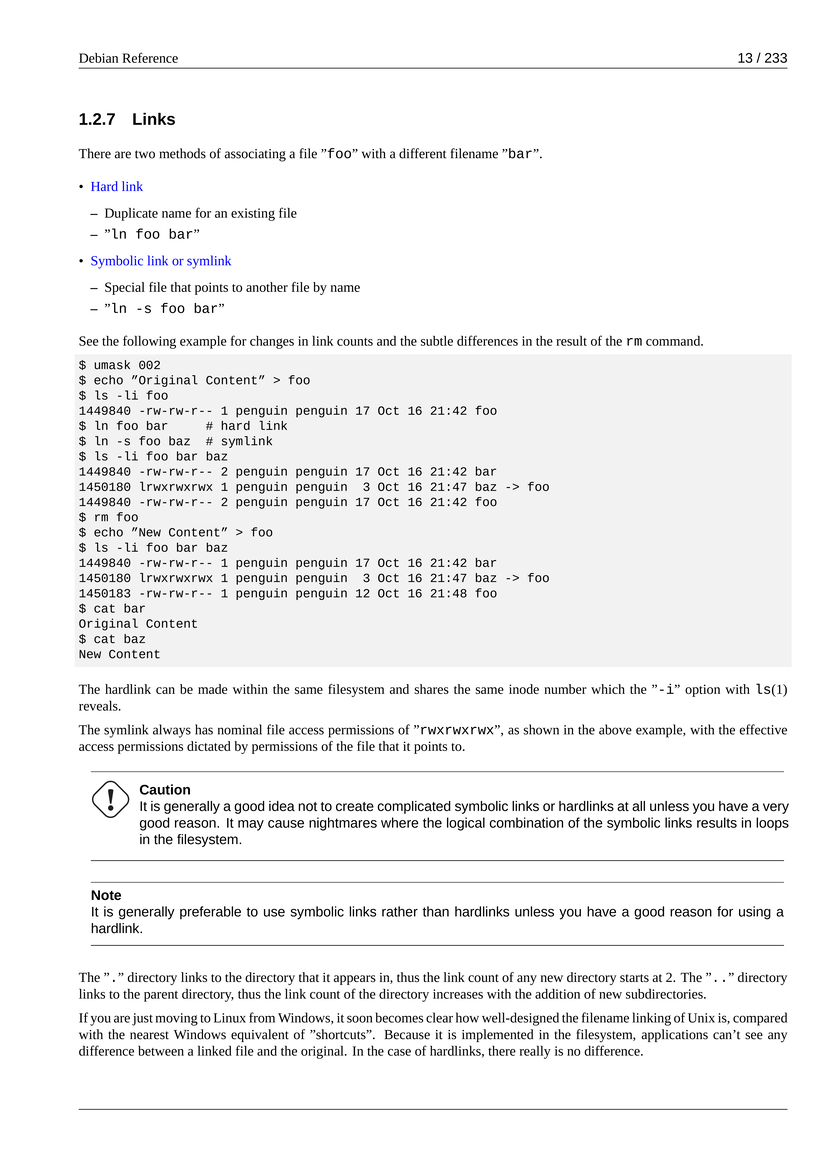 Debian Reference 13 / 233
1.2.7 Links
There are two methods of associating a file ”foo” with a different filename ”bar”.
• Hard link
– Duplicate name for an existing file
– ”ln foo bar”
• Symbolic link or symlink
– Special file that points to another file by name
– ”ln -s foo bar”
See the following example for changes in link counts and the subtle differences in the result of the rm command.
$ umask 002
$ echo ”Original Content” > foo
$ ls -li foo
1449840 -rw-rw-r-- 1 penguin penguin 17 Oct 16 21:42 foo
$ ln foo bar     # hard link
$ ln -s foo baz  # symlink
$ ls -li foo bar baz
1449840 -rw-rw-r-- 2 penguin penguin 17 Oct 16 21:42 bar
1450180 lrwxrwxrwx 1 penguin penguin  3 Oct 16 21:47 baz -> foo
1449840 -rw-rw-r-- 2 penguin penguin 17 Oct 16 21:42 foo
$ rm foo
$ echo ”New Content” > foo
$ ls -li foo bar baz
1449840 -rw-rw-r-- 1 penguin penguin 17 Oct 16 21:42 bar
1450180 lrwxrwxrwx 1 penguin penguin  3 Oct 16 21:47 baz -> foo
1450183 -rw-rw-r-- 1 penguin penguin 12 Oct 16 21:48 foo
$ cat bar
Original Content
$ cat baz
New Content
The hardlink can be made within the same filesystem and shares the same inode number which the ”-i” option with ls(1)
reveals.
The symlink always has nominal file access permissions of ”rwxrwxrwx”, as shown in the above example, with the effective
access permissions dictated by permissions of the file that it points to.
Caution
It is generally a good idea not to create complicated symbolic links or hardlinks at all unless you have a very
good reason. It may cause nightmares where the logical combination of the symbolic links results in loops
in the filesystem.
Note
It is generally preferable to use symbolic links rather than hardlinks unless you have a good reason for using a
hardlink.
The ”.” directory links to the directory that it appears in, thus the link count of any new directory starts at 2. The ”..” directory
links to the parent directory, thus the link count of the directory increases with the addition of new subdirectories.
If you are just moving to Linux from Windows, it soon becomes clear how well-designed the filename linking of Unix is, compared
with the nearest Windows equivalent of ”shortcuts”. Because it is implemented in the filesystem, applications can’t see any
difference between a linked file and the original. In the case of hardlinks, there really is no difference.